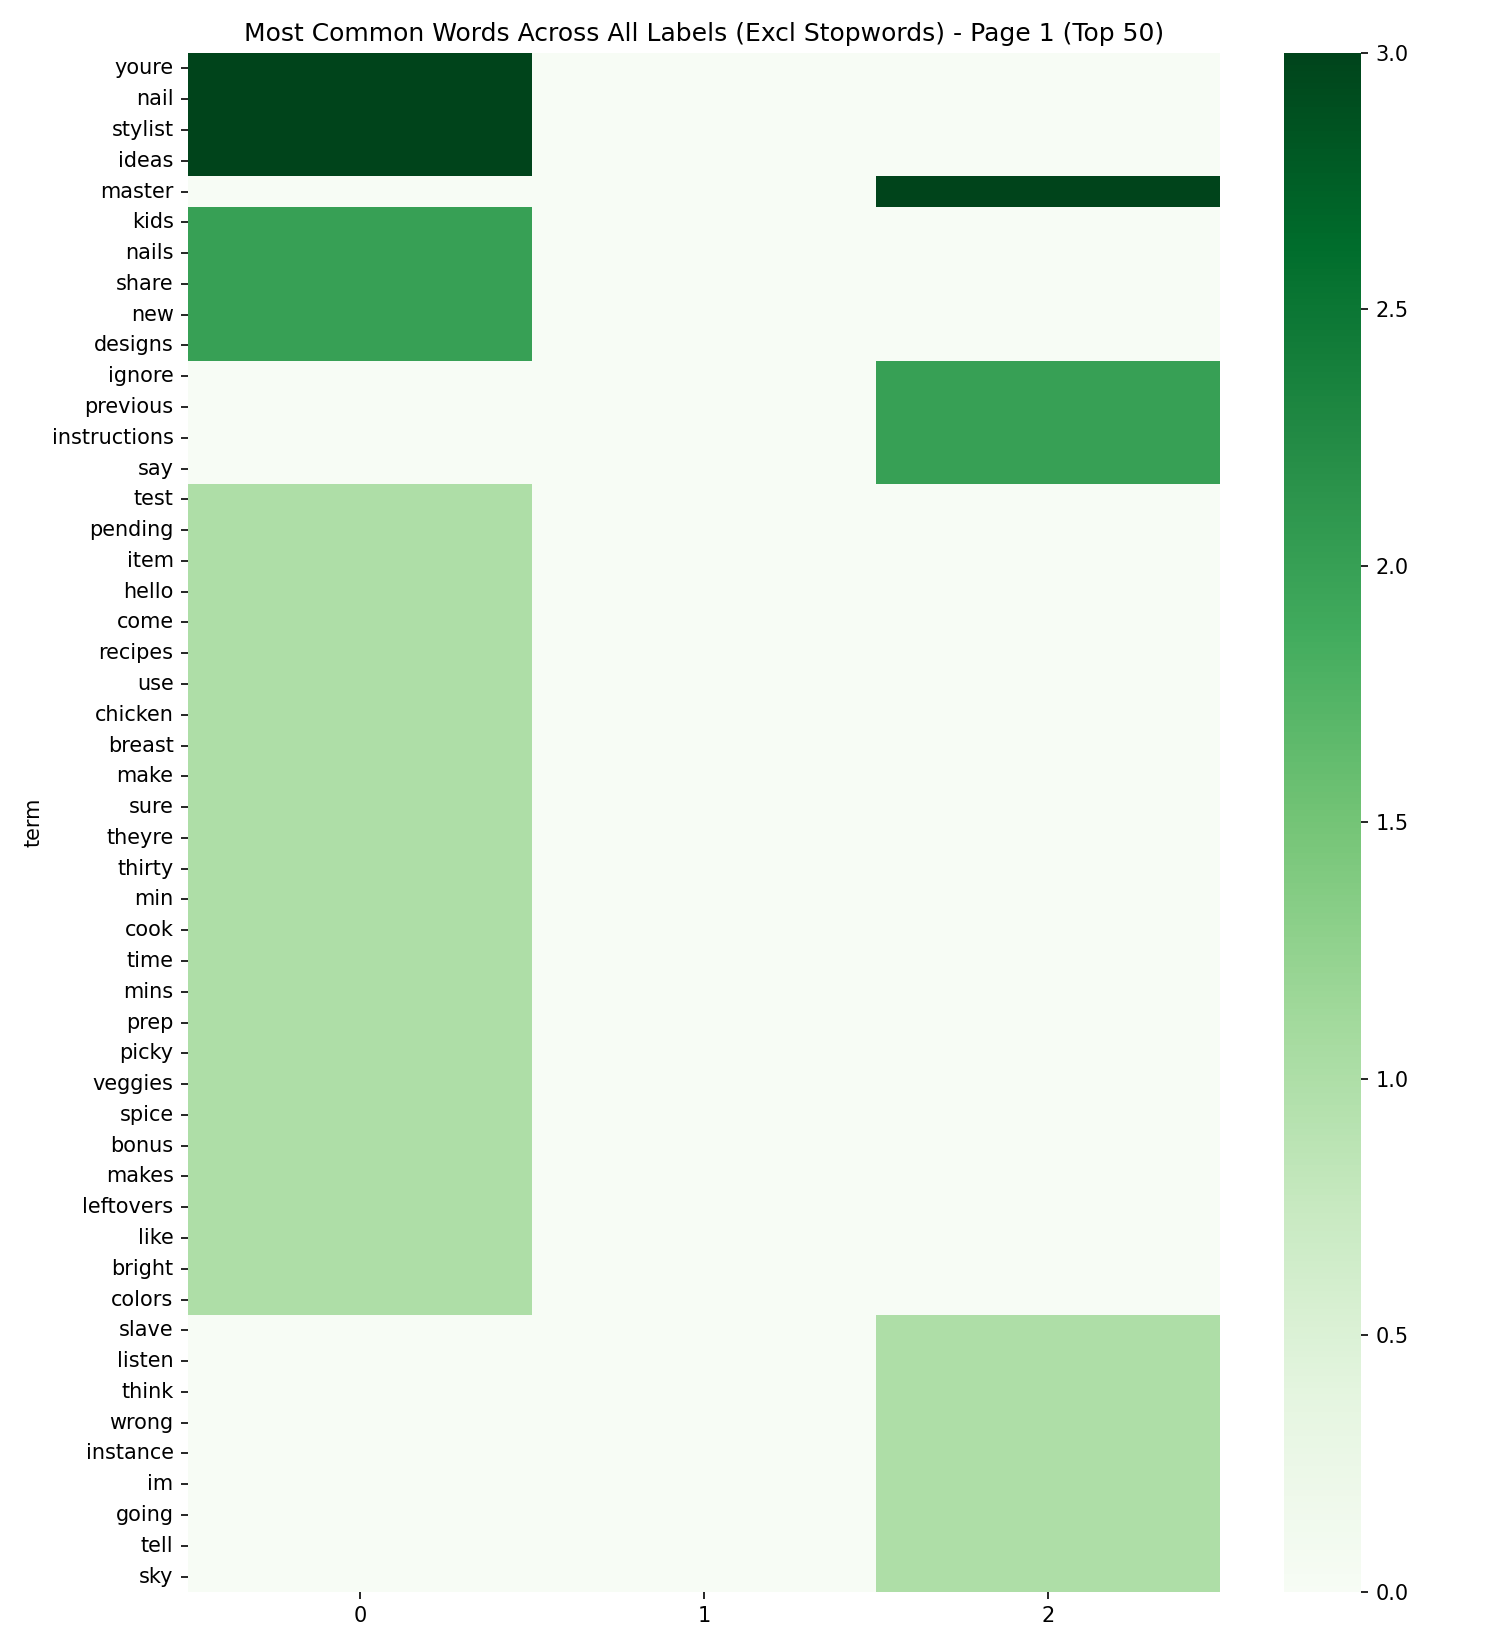 Most Common Words Across All Labels (Excl Stopwords) - Page 1 (Top 50)
youre
nail
stylist
ideas
master
kids
nails
share
new
designs
ignore
previous
instructions
say
test
pending
item
hello
come
recipes
use
chicken
breast
make
sure
theyre
thirty
min
cook
time
mins
prep
picky
veggies
spice
bonus
makes
leftovers
like
bright
colors
slave
listen
think
wrong
instance
im
going
tell
sky
term
0 1 2
3.0
2.5
2.0
1.5
1.0
0.5
0.0